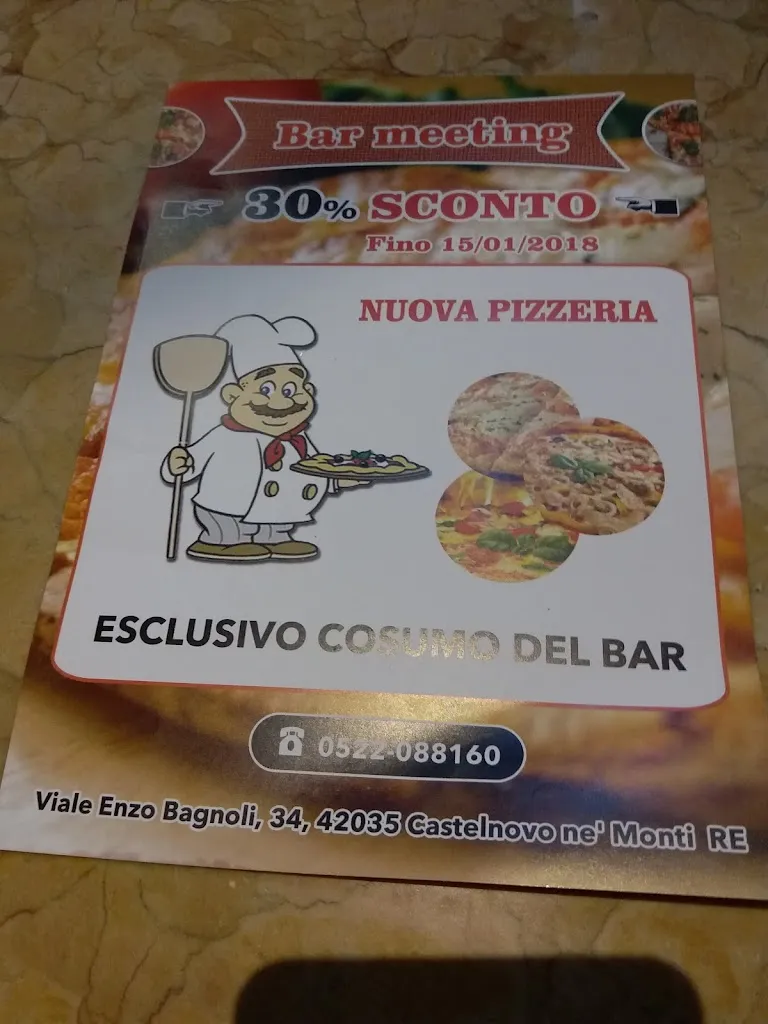 Bar meeting
30% SCONTO
Fino 15/01/2018
NUOVA PIZZERIA
ESCLUSIVO COSUMO DEL BAR
0522-088160
Viale Enzo Bagnoli, 34, 42035 Castelnovo ne' Monti RE